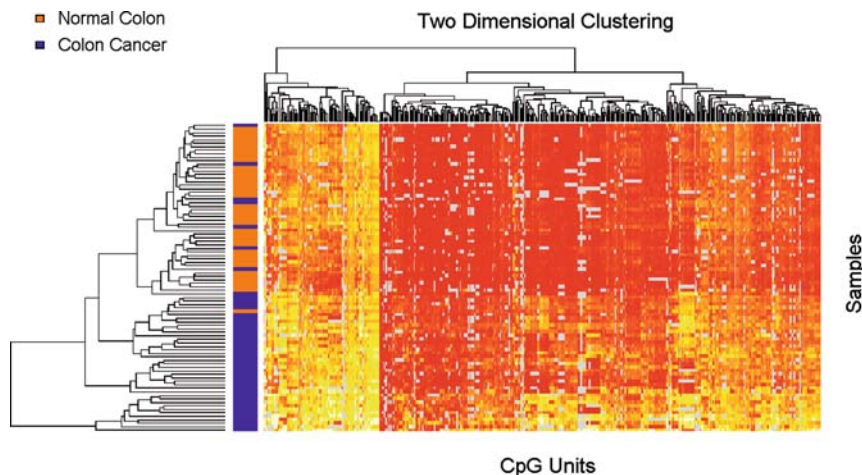 Two Dimensional Clustering
Normal Colon
Colon Cancer
Samples
CpG Units